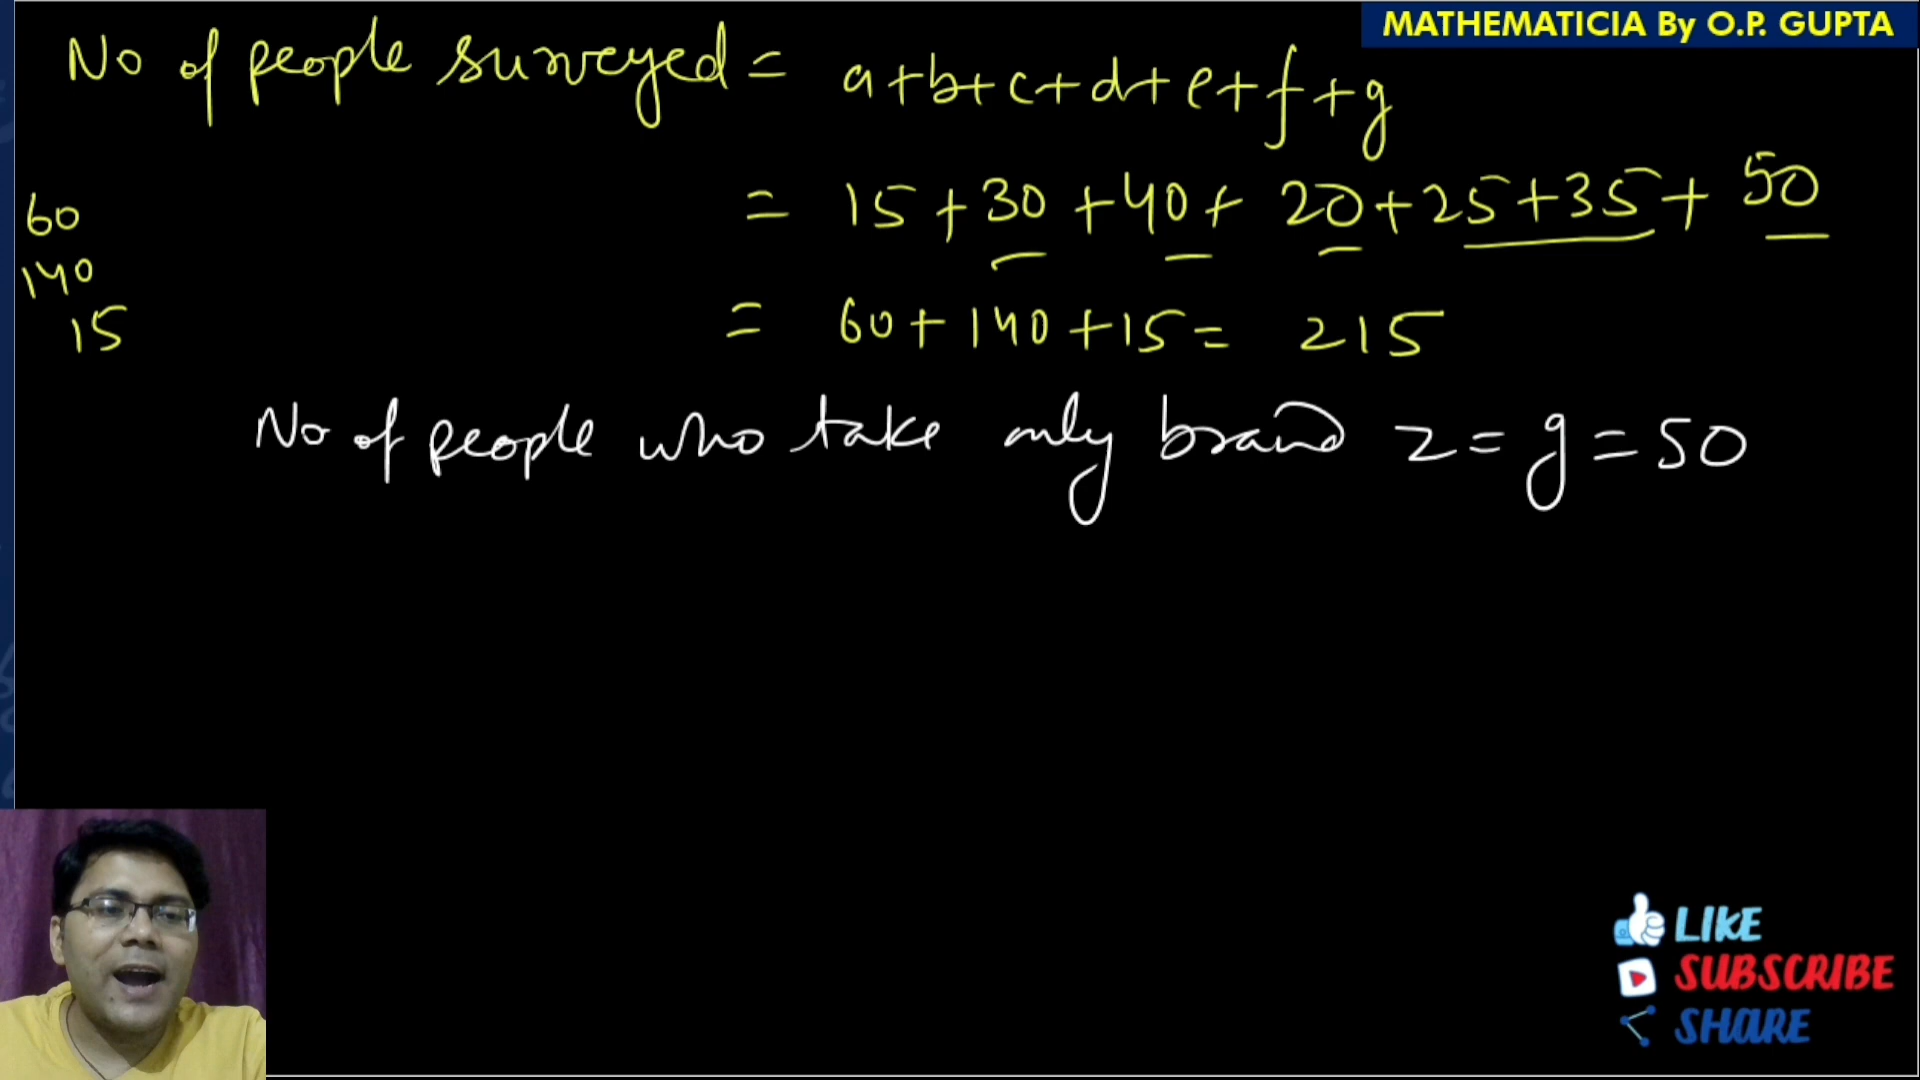 MATHEMATICIA By O.P. GUPTA
No of people surveyed = a+b+c+d+e+f+g
= 15+30+40+20+25+35+50
60
140
15
= 60+140+15= 215
No of people who take only brand z=g=50
LIKE
SUBSCRIBE
SHARE